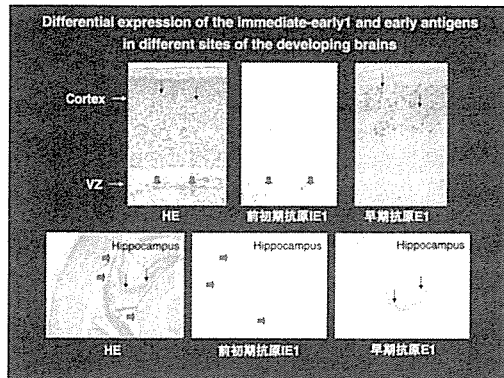 Differential expression of the immediate-early1 and early antigens
in different sites of the developing brains
Cortex
VZ
HE
前初期抗原IE1
早期抗原E1
Hippocampus
Hippocampus
Hippocampus
HE
前初期抗原IE1
早期抗原E1